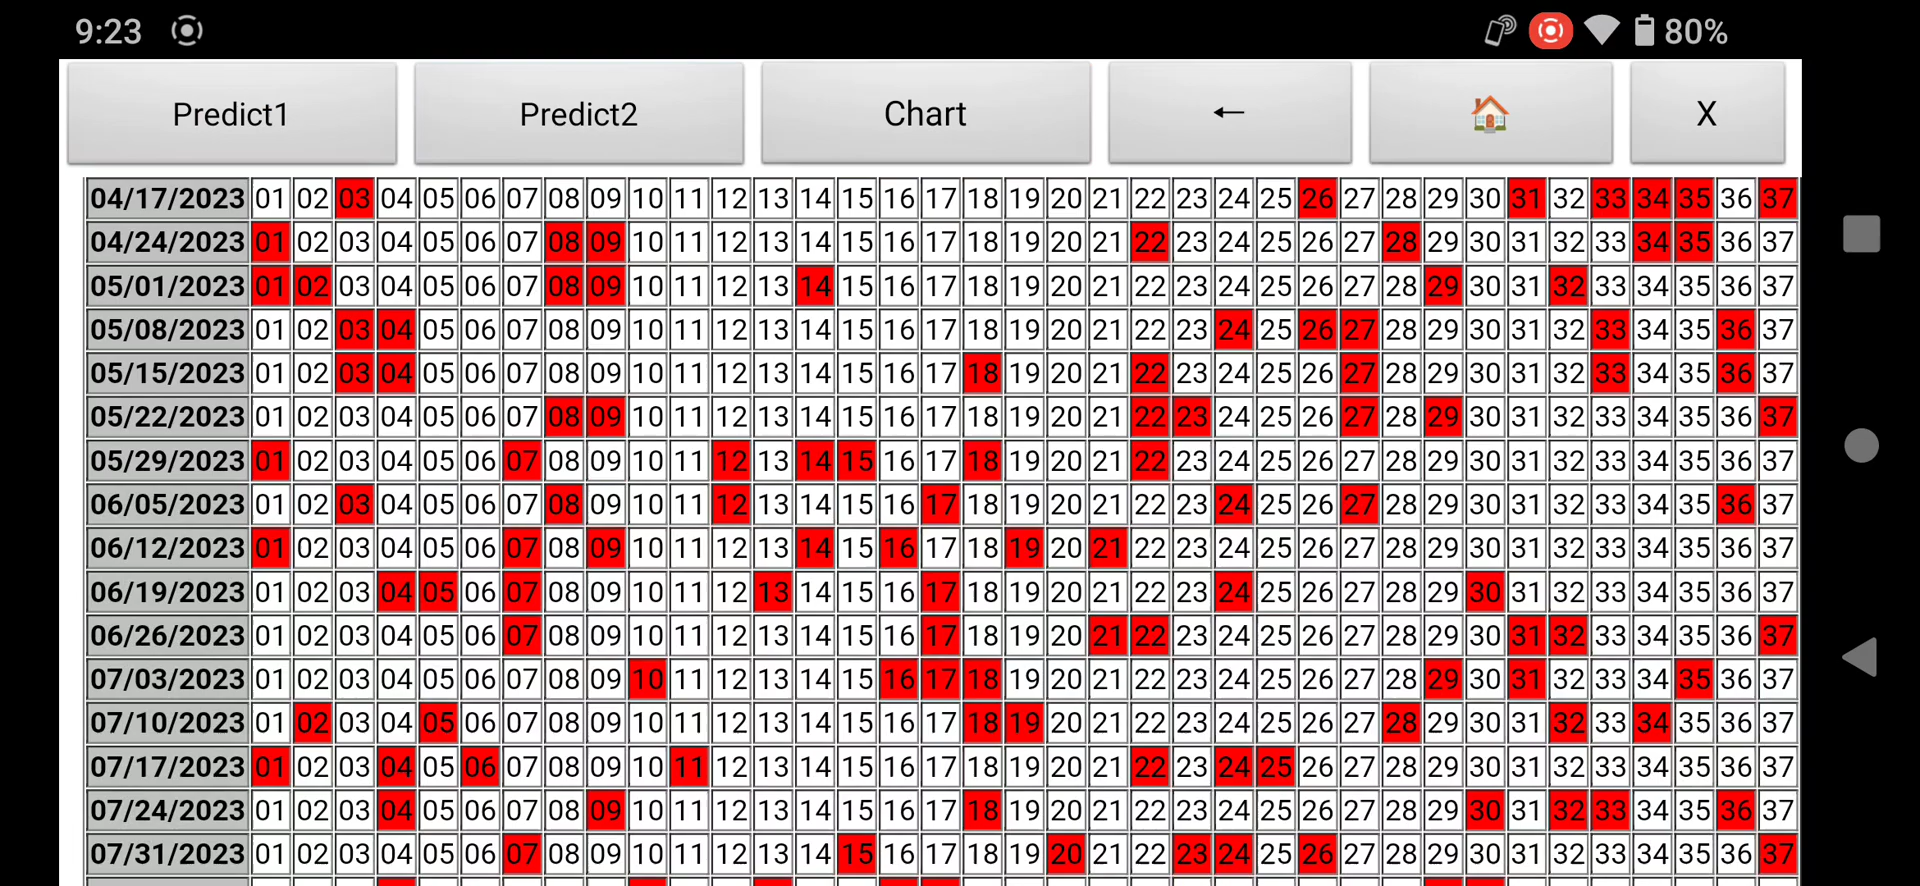 9:23 80%
Predict1 Predict2 Chart ← 🏠 X
04/17/2023 01 02 03 04 05 06 07 08 09 10 11 12 13 14 15 16 17 18 19 20 21 22 23 24 25 26 27 28 29 30 31 32 33 34 35 36 37
04/24/2023 01 02 03 04 05 06 07 08 09 10 11 12 13 14 15 16 17 18 19 20 21 22 23 24 25 26 27 28 29 30 31 32 33 34 35 36 37
05/01/2023 01 02 03 04 05 06 07 08 09 10 11 12 13 14 15 16 17 18 19 20 21 22 23 24 25 26 27 28 29 30 31 32 33 34 35 36 37
05/08/2023 01 02 03 04 05 06 07 08 09 10 11 12 13 14 15 16 17 18 19 20 21 22 23 24 25 26 27 28 29 30 31 32 33 34 35 36 37
05/15/2023 01 02 03 04 05 06 07 08 09 10 11 12 13 14 15 16 17 18 19 20 21 22 23 24 25 26 27 28 29 30 31 32 33 34 35 36 37
05/22/2023 01 02 03 04 05 06 07 08 09 10 11 12 13 14 15 16 17 18 19 20 21 22 23 24 25 26 27 28 29 30 31 32 33 34 35 36 37
05/29/2023 01 02 03 04 05 06 07 08 09 10 11 12 13 14 15 16 17 18 19 20 21 22 23 24 25 26 27 28 29 30 31 32 33 34 35 36 37
06/05/2023 01 02 03 04 05 06 07 08 09 10 11 12 13 14 15 16 17 18 19 20 21 22 23 24 25 26 27 28 29 30 31 32 33 34 35 36 37
06/12/2023 01 02 03 04 05 06 07 08 09 10 11 12 13 14 15 16 17 18 19 20 21 22 23 24 25 26 27 28 29 30 31 32 33 34 35 36 37
06/19/2023 01 02 03 04 05 06 07 08 09 10 11 12 13 14 15 16 17 18 19 20 21 22 23 24 25 26 27 28 29 30 31 32 33 34 35 36 37
06/26/2023 01 02 03 04 05 06 07 08 09 10 11 12 13 14 15 16 17 18 19 20 21 22 23 24 25 26 27 28 29 30 31 32 33 34 35 36 37
07/03/2023 01 02 03 04 05 06 07 08 09 10 11 12 13 14 15 16 17 18 19 20 21 22 23 24 25 26 27 28 29 30 31 32 33 34 35 36 37
07/10/2023 01 02 03 04 05 06 07 08 09 10 11 12 13 14 15 16 17 18 19 20 21 22 23 24 25 26 27 28 29 30 31 32 33 34 35 36 37
07/17/2023 01 02 03 04 05 06 07 08 09 10 11 12 13 14 15 16 17 18 19 20 21 22 23 24 25 26 27 28 29 30 31 32 33 34 35 36 37
07/24/2023 01 02 03 04 05 06 07 08 09 10 11 12 13 14 15 16 17 18 19 20 21 22 23 24 25 26 27 28 29 30 31 32 33 34 35 36 37
07/31/2023 01 02 03 04 05 06 07 08 09 10 11 12 13 14 15 16 17 18 19 20 21 22 23 24 25 26 27 28 29 30 31 32 33 34 35 36 37